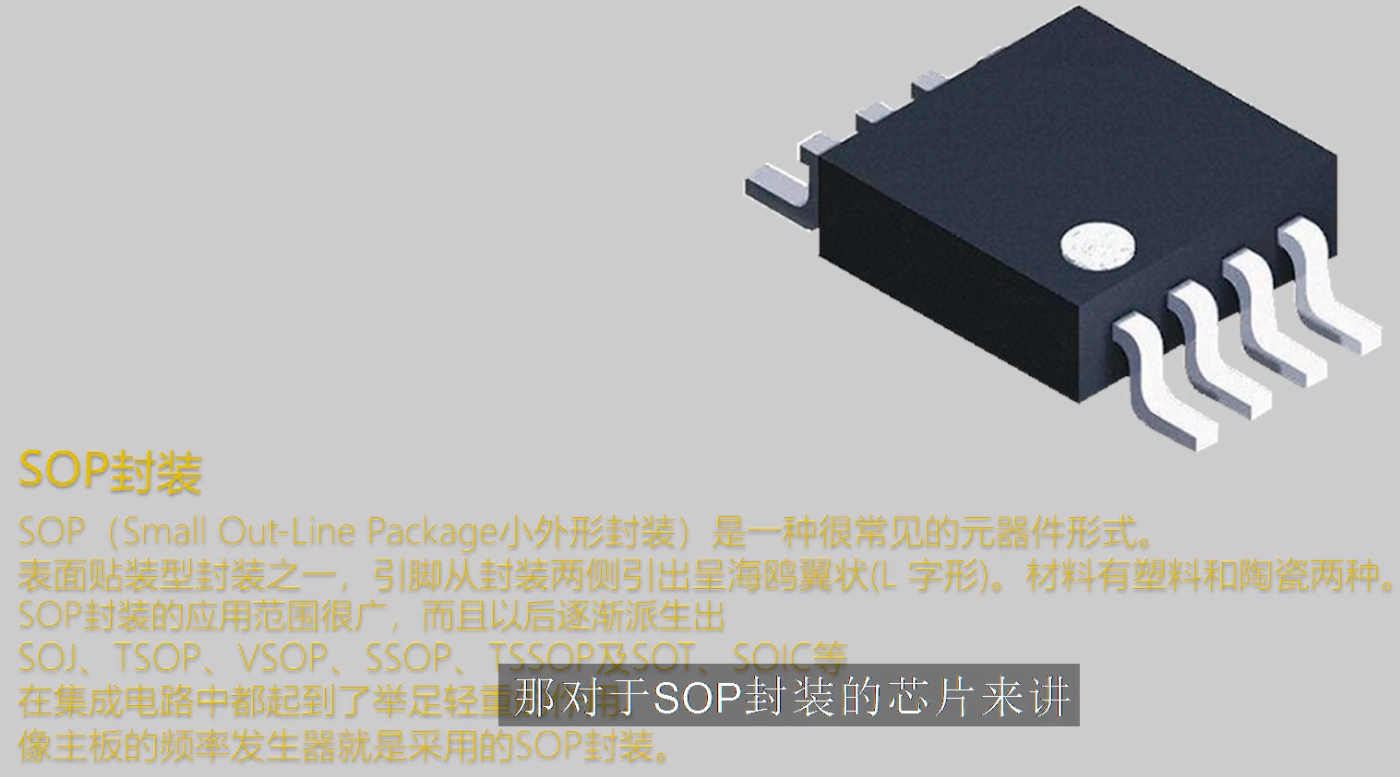 SOP封装
SOP（Small Out-Line Package小外形封装）是一种很常见的元器件形式。
表面贴装型封装之一，引脚从封装两侧引出呈海鸥翼状(L 字形)。材料有塑料和陶瓷两种。
SOP封装的应用范围很广，而且以后逐渐派生出
SOJ、TSOP、VSOP、SSOP、TSSOP及SOT、SOIC等
在集成电路中都起到了举足轻重的作用。
那对于SOP封装的芯片来讲
像主板的频率发生器就是采用的SOP封装。